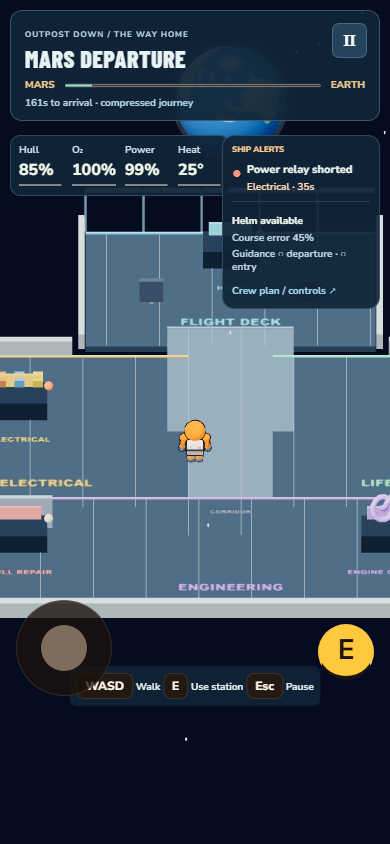 OUTPOST DOWN / THE WAY HOME
MARS DEPARTURE
II
MARS
EARTH
161s to arrival · compressed journey
Hull
O₂
Power
Heat
85%
100%
99%
25°
SHIP ALERTS
Power relay shorted
Electrical · 35s
Helm available
Course error 45%
Guidance ○ departure · ○
entry
Crew plan / controls ↗
FLIGHT DECK
ECTRICAL
ELECTRICAL
LIFE
LL REPAIR
CORRIDOR
ENGINE
ENGINEERING
E
WASD Walk E Use station Esc Pause